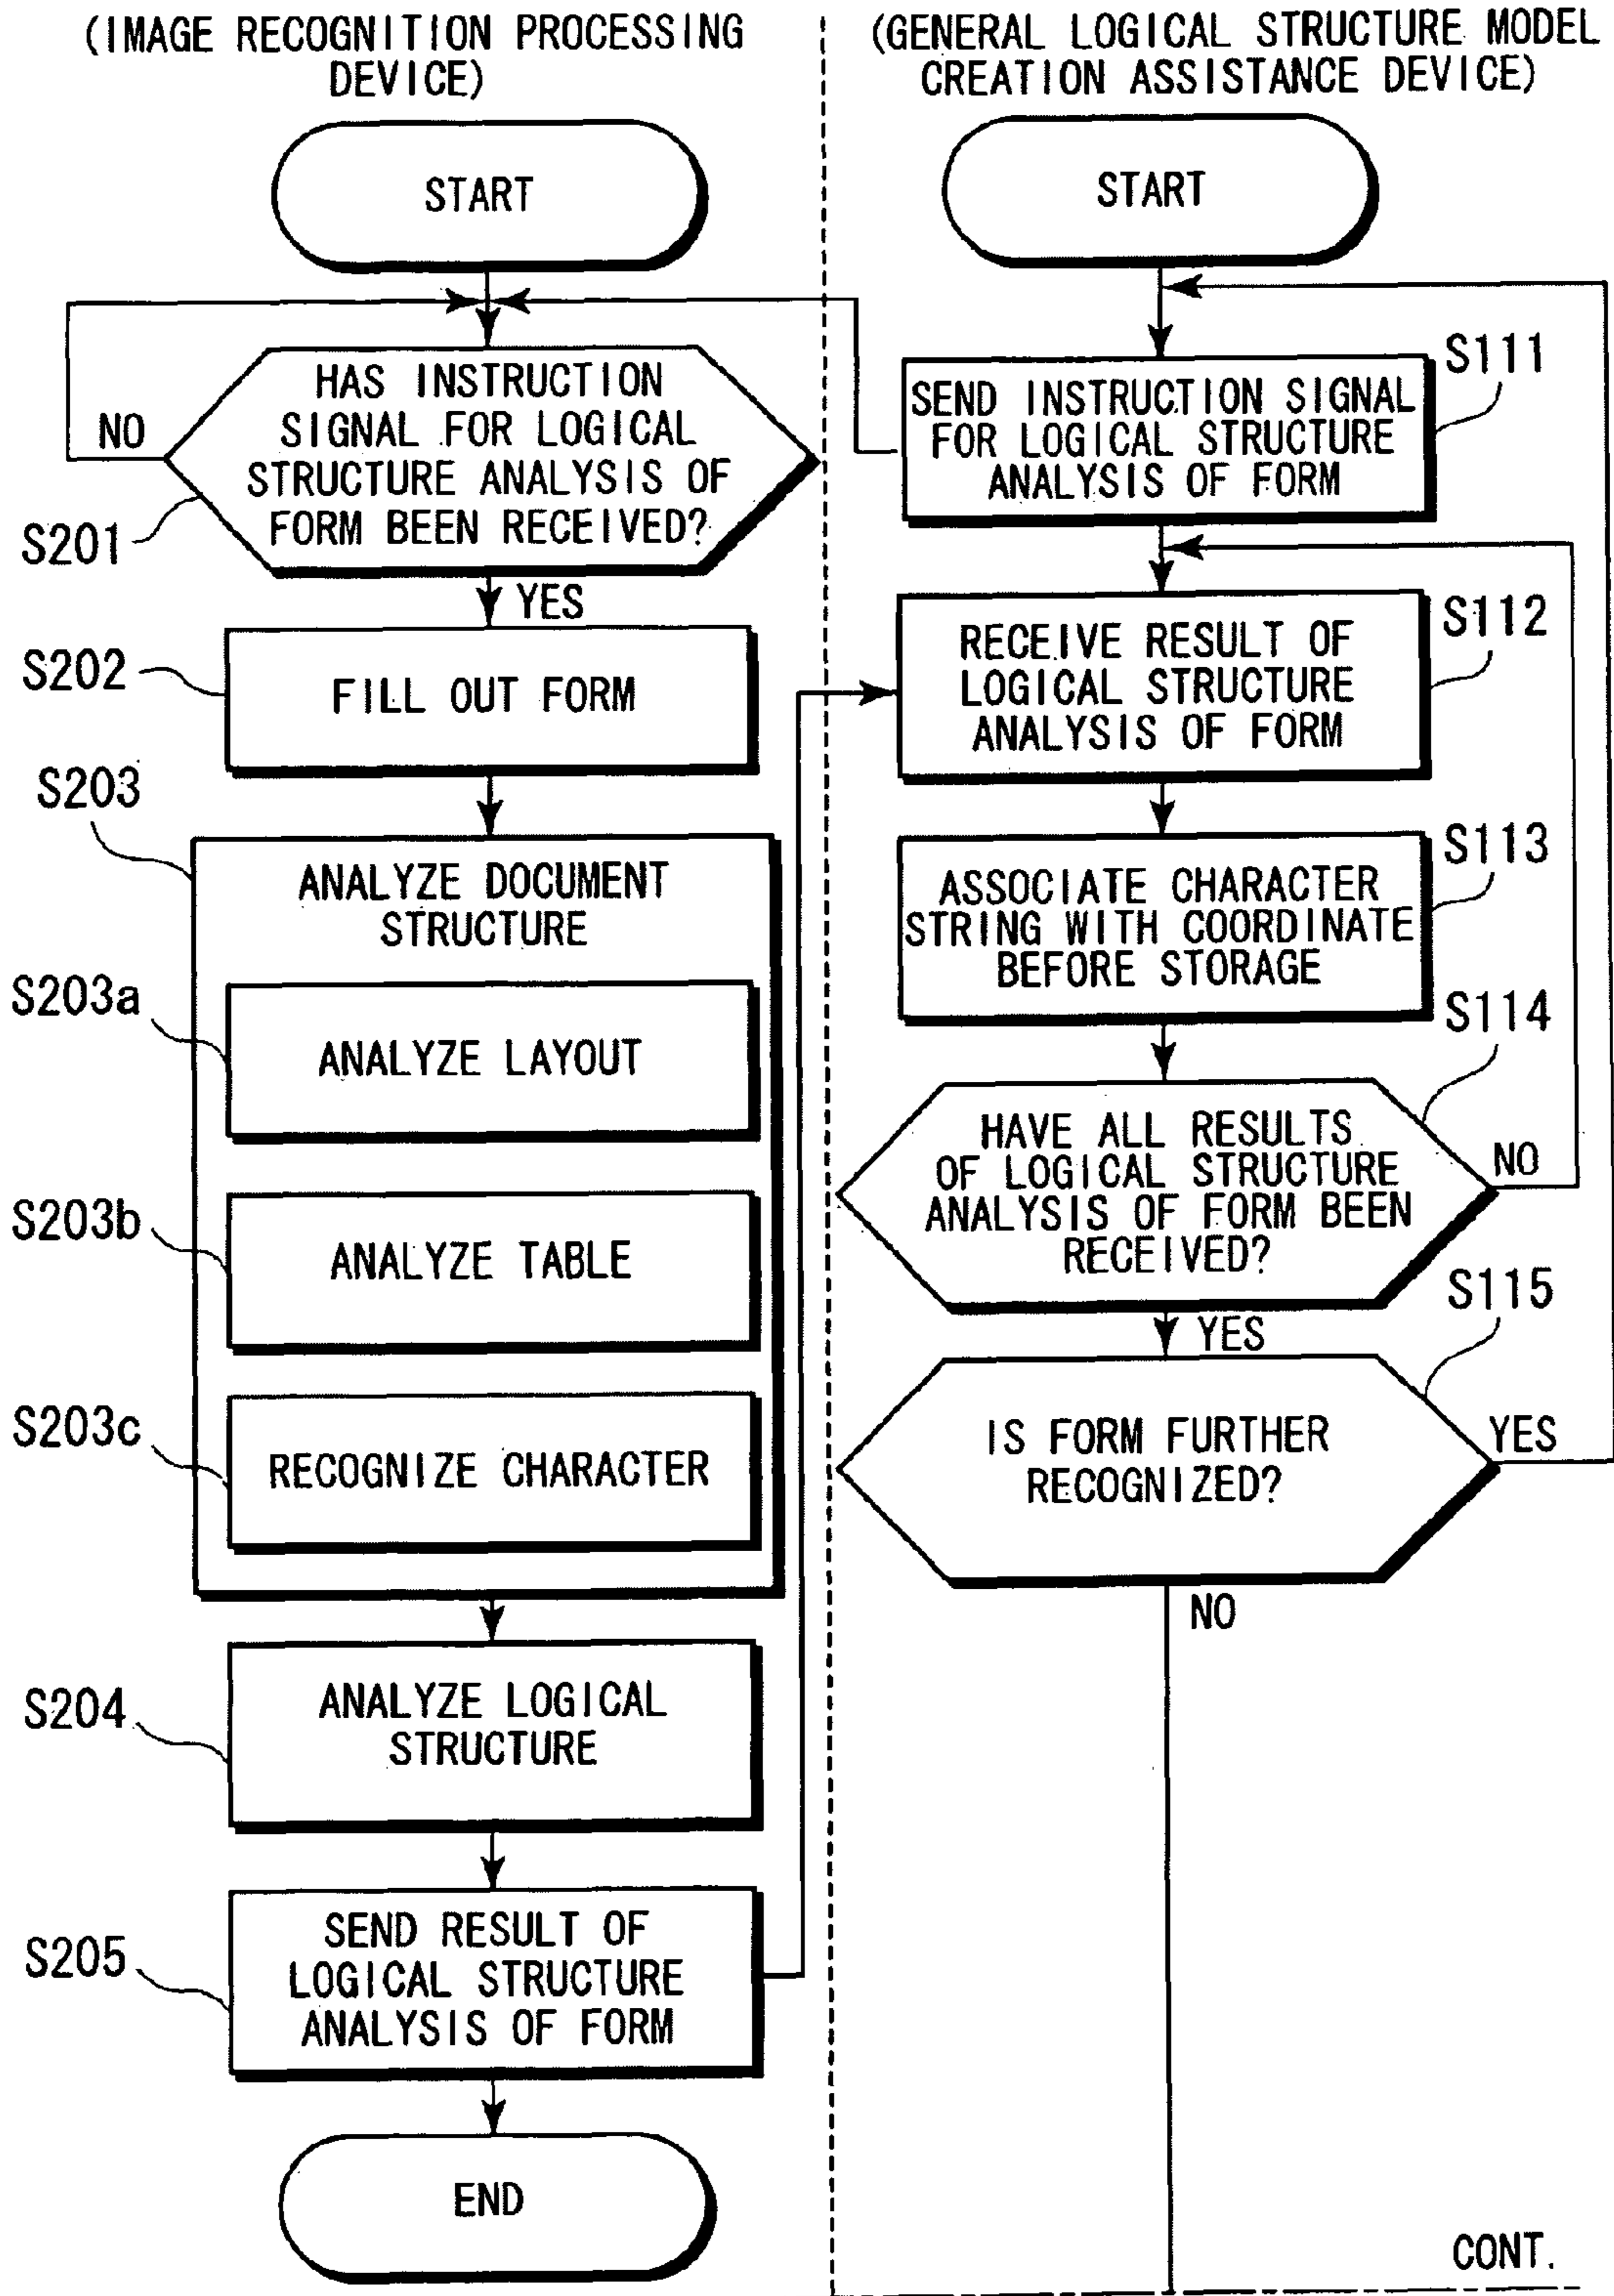 (IMAGE RECOGNITION PROCESSING
DEVICE)
START
HAS INSTRUCTION
SIGNAL FOR LOGICAL
STRUCTURE ANALYSIS OF
FORM BEEN RECEIVED?
NO
S201
YES
S202
FILL OUT FORM
S203
ANALYZE DOCUMENT
STRUCTURE
S203a
ANALYZE LAYOUT
S203b
ANALYZE TABLE
S203c
RECOGNIZE CHARACTER
S204
ANALYZE LOGICAL
STRUCTURE
S205
SEND RESULT OF
LOGICAL STRUCTURE
ANALYSIS OF FORM
END
(GENERAL LOGICAL STRUCTURE MODEL
CREATION ASSISTANCE DEVICE)
START
S111
SEND INSTRUCTION SIGNAL
FOR LOGICAL STRUCTURE
ANALYSIS OF FORM
S112
RECEIVE RESULT OF
LOGICAL STRUCTURE
ANALYSIS OF FORM
S113
ASSOCIATE CHARACTER
STRING WITH COORDINATE
BEFORE STORAGE
S114
HAVE ALL RESULTS
OF LOGICAL STRUCTURE
ANALYSIS OF FORM BEEN
RECEIVED?
NO
YES
S115
IS FORM FURTHER
RECOGNIZED?
YES
NO
CONT.